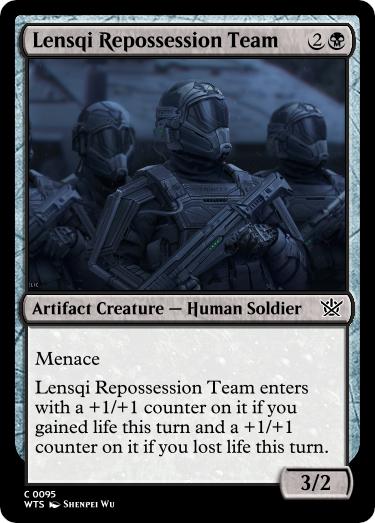 Lensqi Repossession Team 2
Artifact Creature — Human Soldier
Menace
Lensqi Repossession Team enters
with a +1/+1 counter on it if you
gained life this turn and a +1/+1
counter on it if you lost life this turn.
3/2
C 0095
WTS Shenpei Wu